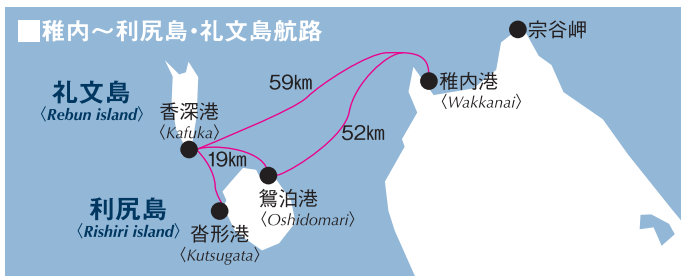 ■稚内〜利尻島・礼文島航路
宗谷岬
59km
稚内港
〈Wakkanai〉
礼文島
〈Rebun island〉
香深港
〈Kafuka〉
52km
19km
鴛泊港
〈Oshidomari〉
利尻島
〈Rishiri island〉
沓形港
〈Kutsugata〉